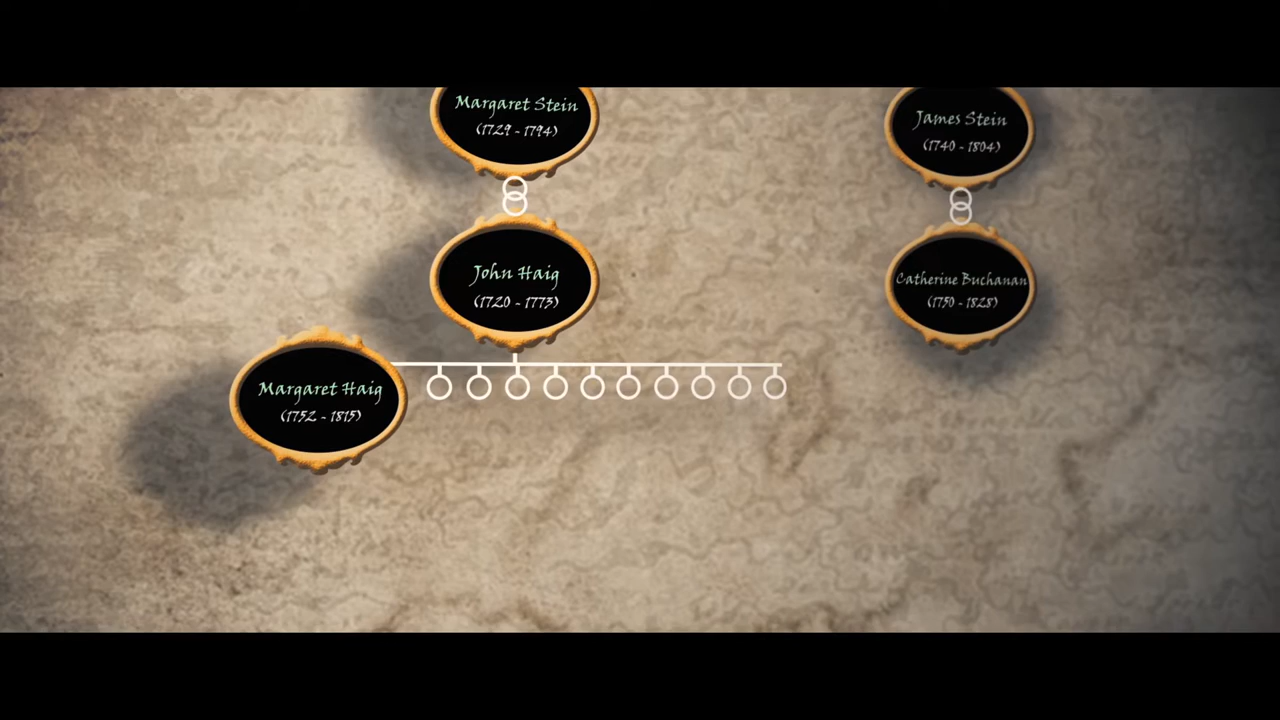 Margaret Stein
(1729 - 1794)
James Stein
(1740 - 1804)
John Haig
(1720 - 1773)
Catherine Buchanan
(1750 - 1828)
Margaret Haig
(1752 - 1815)